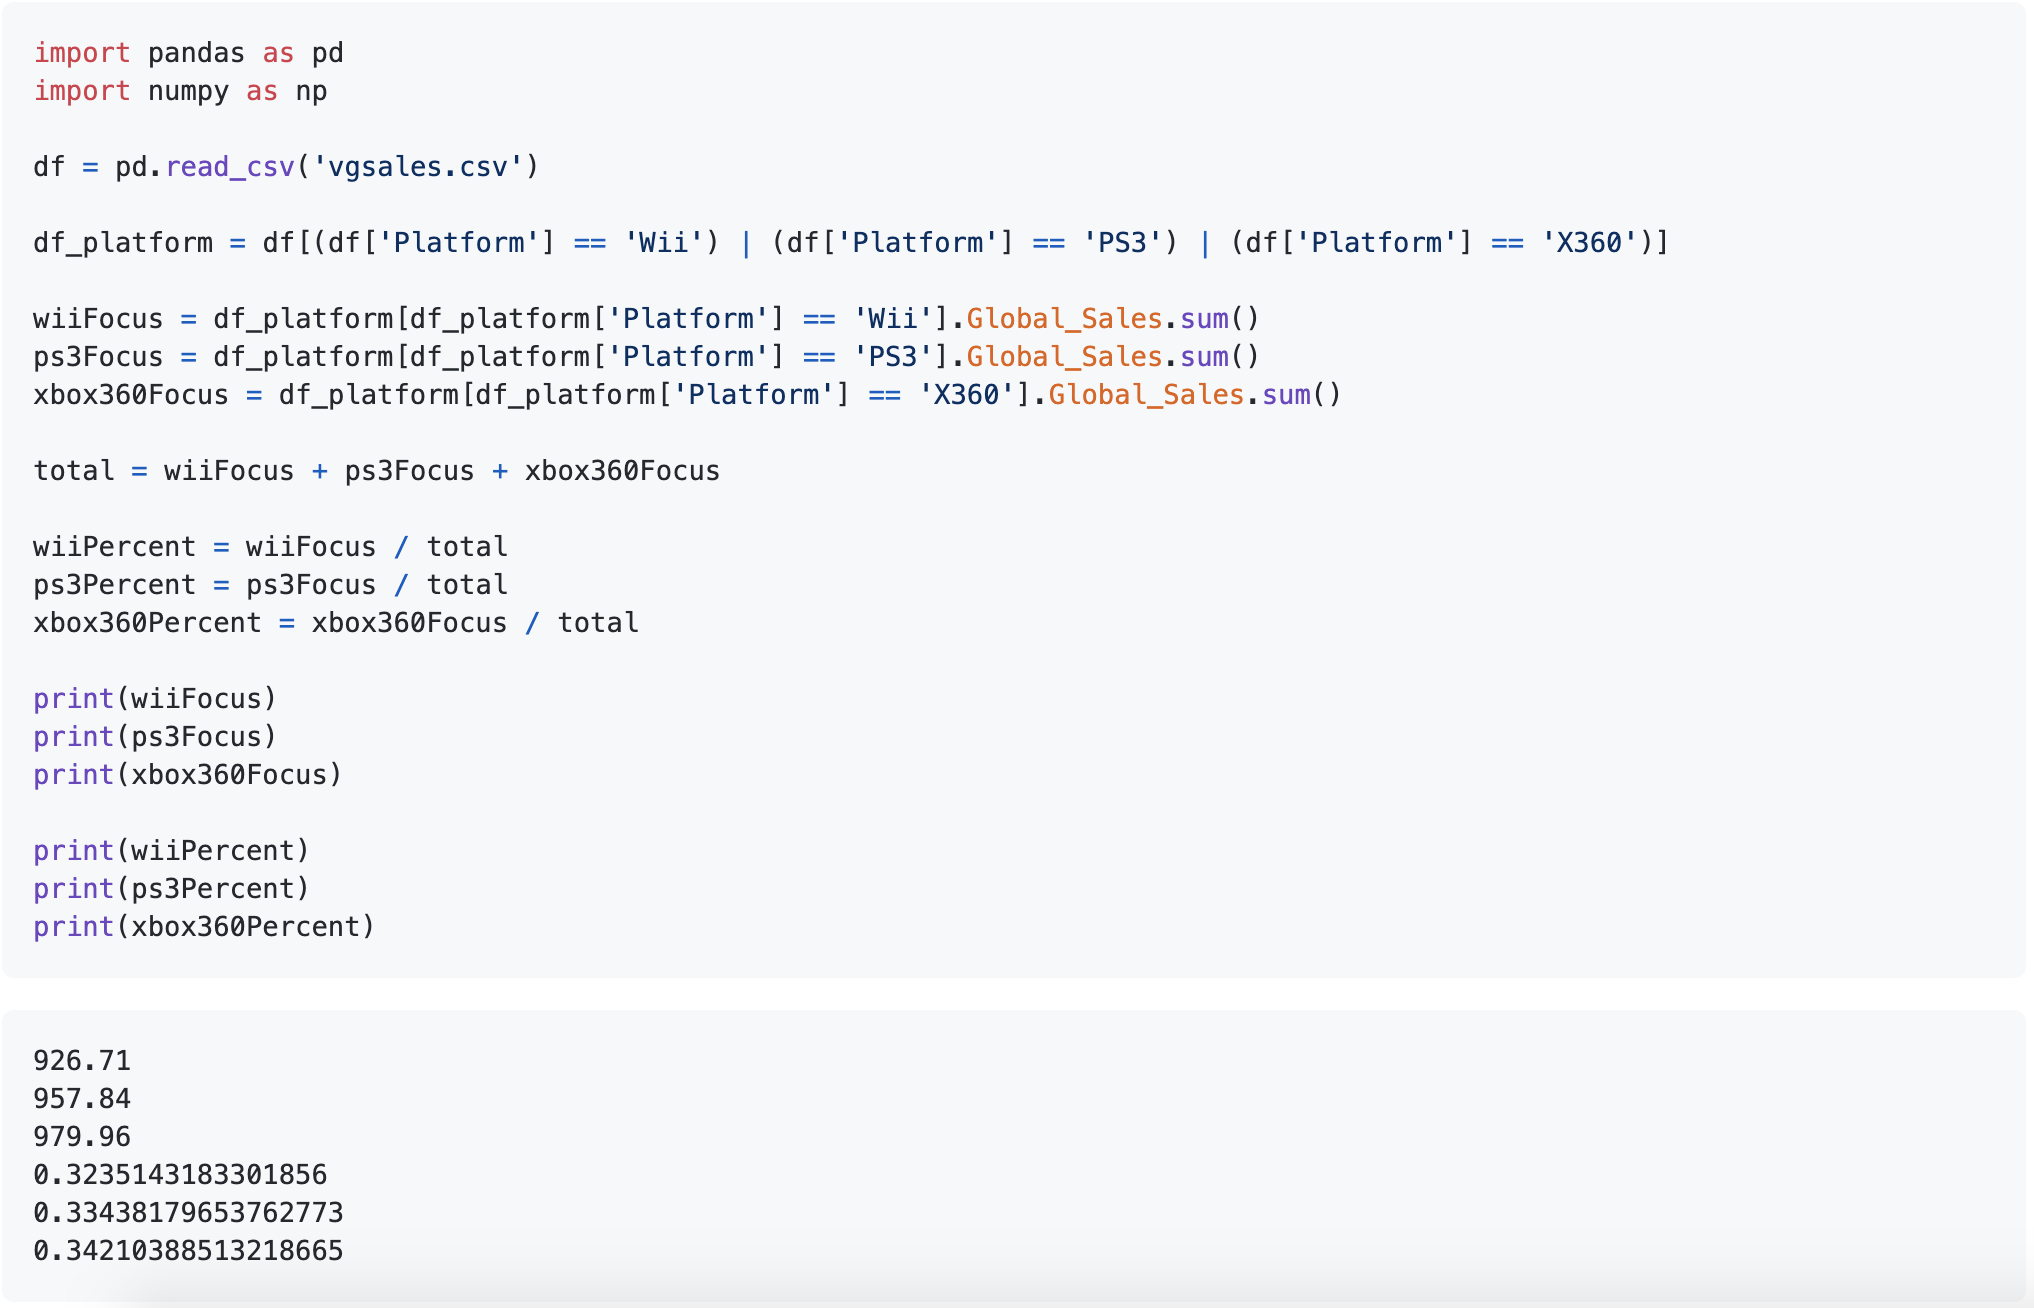 import pandas as pd
import numpy as np
df = pd.read_csv('vgsales.csv')
df_platform = df[(df['Platform'] == 'Wii') | (df['Platform'] == 'PS3') | (df['Platform'] == 'X360')]
wiiFocus = df_platform[df_platform['Platform'] == 'Wii'].Global_Sales.sum()
ps3Focus = df_platform[df_platform['Platform'] == 'PS3'].Global_Sales.sum()
xbox360Focus = df_platform[df_platform['Platform'] == 'X360'].Global_Sales.sum()
total = wiiFocus + ps3Focus + xbox360Focus
wiiPercent = wiiFocus / total
ps3Percent = ps3Focus / total
xbox360Percent = xbox360Focus / total
print(wiiFocus)
print(ps3Focus)
print(xbox360Focus)
print(wiiPercent)
print(ps3Percent)
print(xbox360Percent)
926.71
957.84
979.96
0.3235143183301856
0.33438179653762773
0.34210388513218665